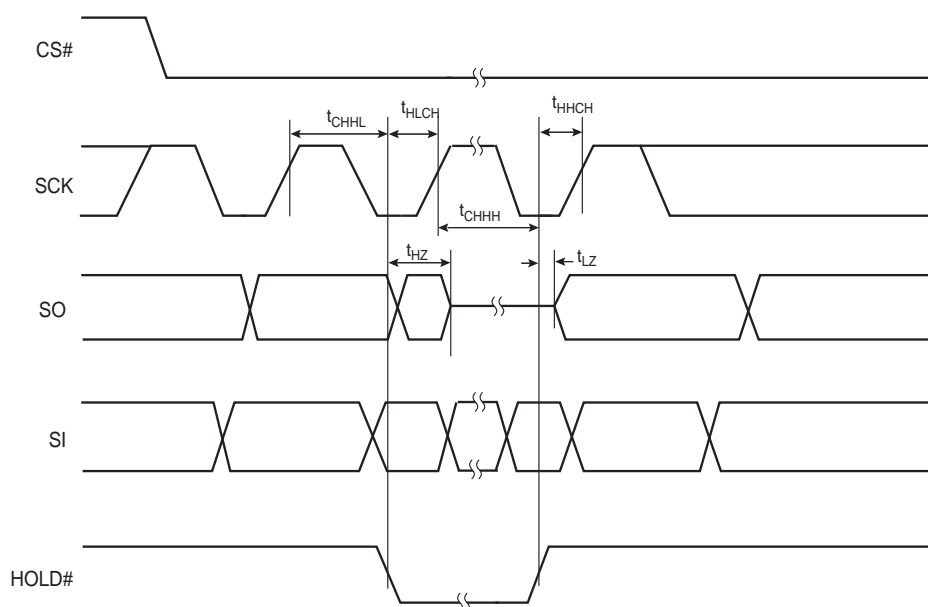 CS#
tCHHL
tHLCH
tHHCH
SCK
tCHHH
tHZ
tLZ
SO
SI
HOLD#